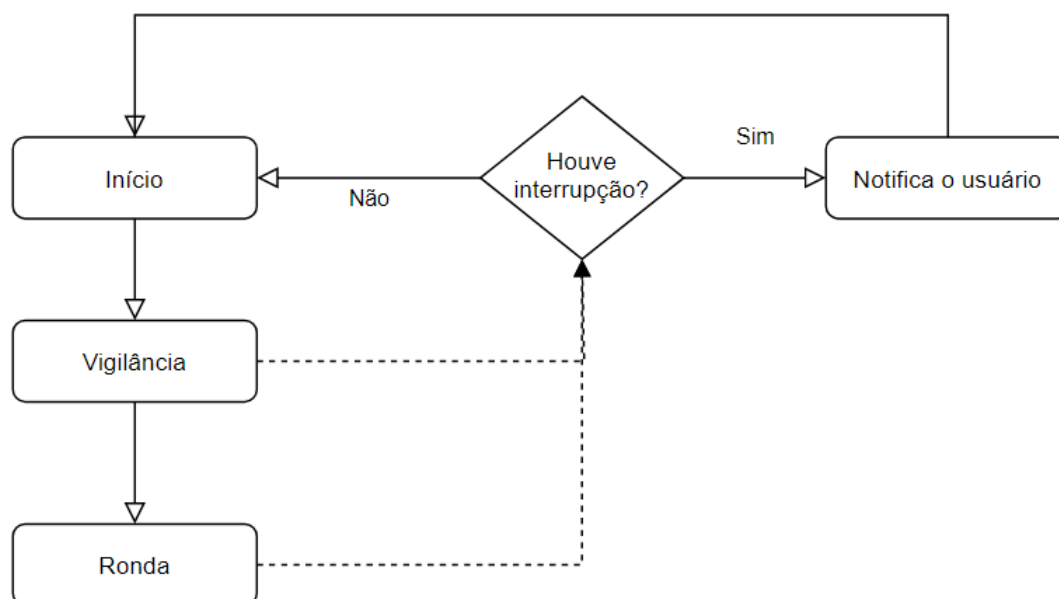 Sim
Houve
interrupção?
Início
Não
Notifica o usuário
Vigilância
Ronda